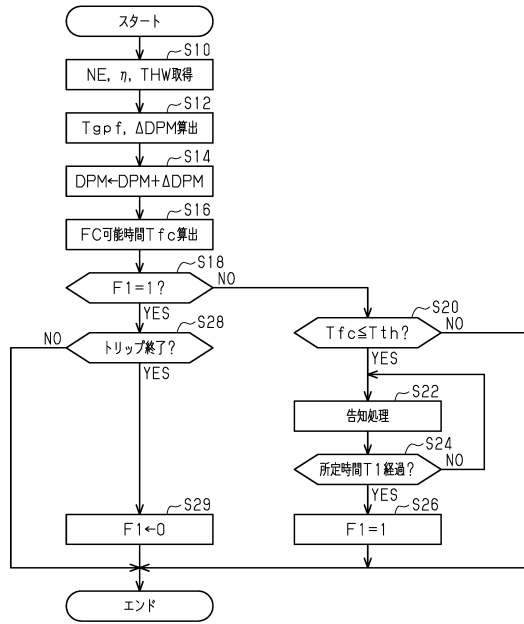 スタート
S10
NE, η, THW取得
S12
Tgpf, ΔDPM算出
S14
DPM←DPM+ΔDPM
S16
FC可能時間Tfc算出
S18
F1=1?
NO
YES
S20
Tfc≦Tth?
NO
YES
S28
トリップ終了?
NO
YES
S22
告知処理
S24
所定時間T1経過?
NO
YES
S29
F1←0
S26
F1=1
エンド